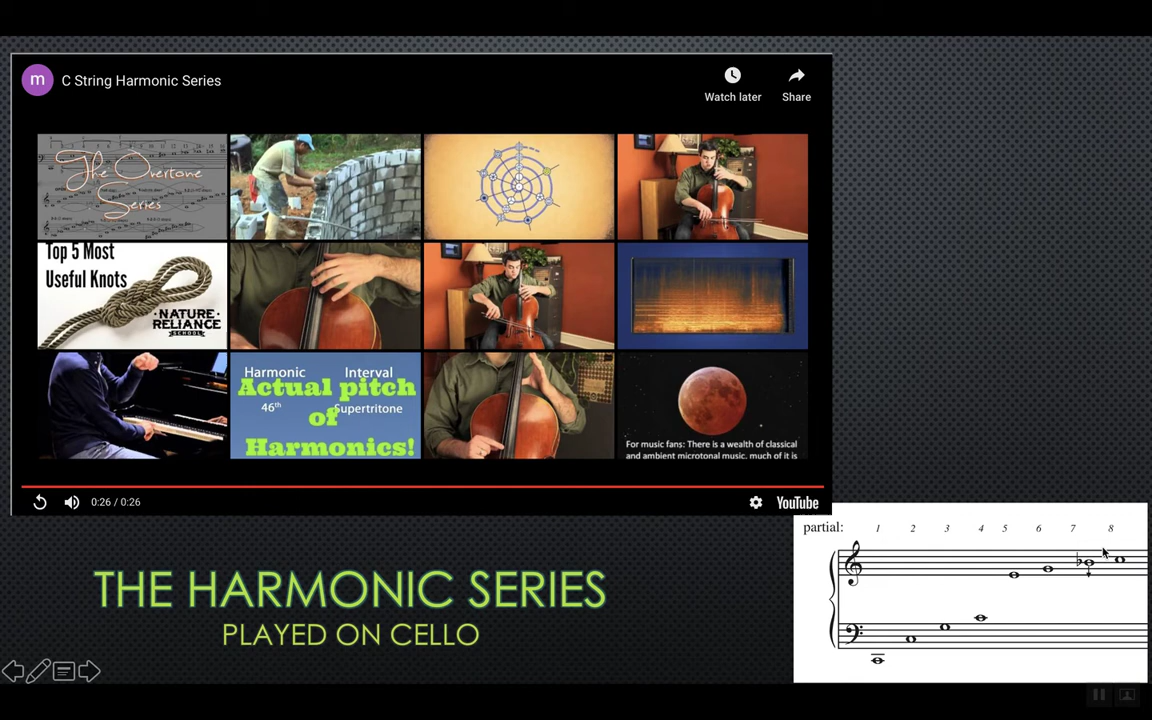 m
C String Harmonic Series
Watch later
Share
The Overtone
Series
Top 5 Most
Useful Knots
·NATURE·
RELIANCE
SCHOOL
Harmonic Interval
Actual pitch
46th Supertritone
of
Harmonics!
For music fans: There is a wealth of classical
and ambient microtonal music, much of it is
0:26 / 0:26
YouTube
partial: 1 2 3 4 5 6 7 8
THE HARMONIC SERIES
PLAYED ON CELLO